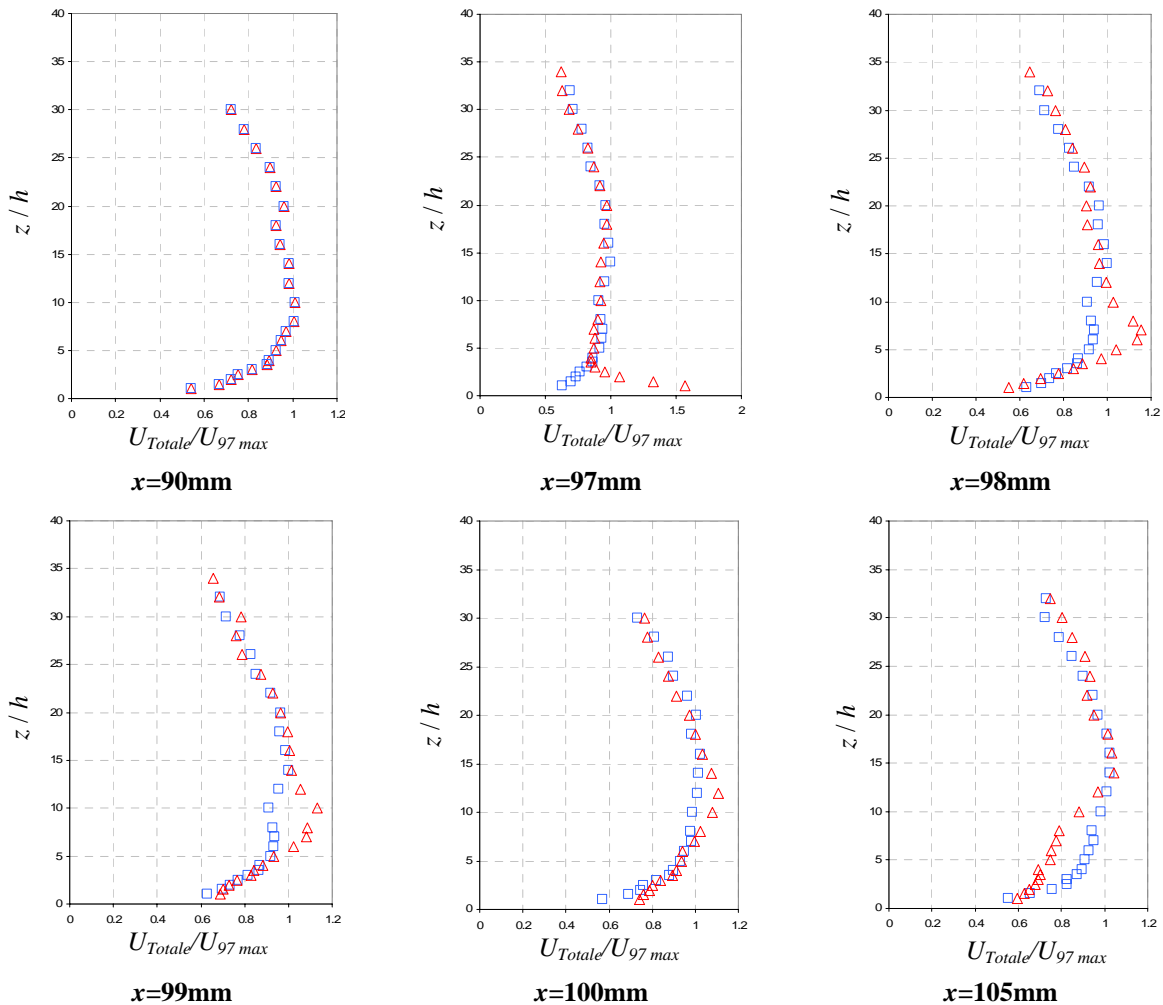 40 35 30 25 20 15 10 5 0
z / h
0 0.2 0.4 0.6 0.8 1 1.2
U_Totale/U_97 max
x=90mm
40 35 30 25 20 15 10 5 0
z / h
0 0.5 1 1.5 2
U_Totale/U_97 max
x=97mm
40 35 30 25 20 15 10 5 0
z / h
0 0.2 0.4 0.6 0.8 1 1.2
U_Totale/U_97 max
x=98mm
40 35 30 25 20 15 10 5 0
z / h
0 0.2 0.4 0.6 0.8 1 1.2
U_Totale/U_97 max
x=99mm
40 35 30 25 20 15 10 5 0
z / h
0 0.2 0.4 0.6 0.8 1 1.2
U_Totale/U_97 max
x=100mm
40 35 30 25 20 15 10 5 0
z / h
0 0.2 0.4 0.6 0.8 1 1.2
U_Totale/U_97 max
x=105mm